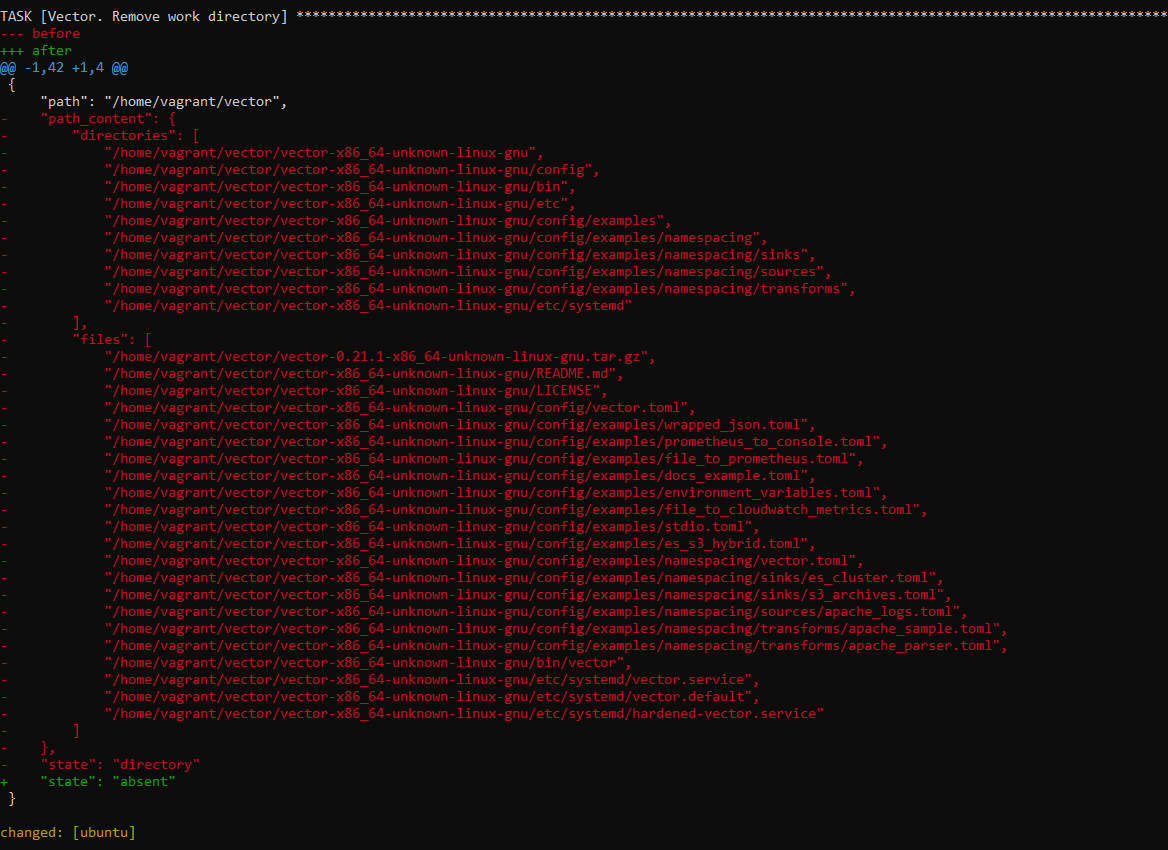 TASK [Vector. Remove work directory] *************************************************************************************************************
--- before
+++ after
@@ -1,42 +1,4 @@
 {
     "path": "/home/vagrant/vector",
-    "path_content": {
-        "directories": [
-            "/home/vagrant/vector/vector-x86_64-unknown-linux-gnu",
-            "/home/vagrant/vector/vector-x86_64-unknown-linux-gnu/config",
-            "/home/vagrant/vector/vector-x86_64-unknown-linux-gnu/bin",
-            "/home/vagrant/vector/vector-x86_64-unknown-linux-gnu/etc",
-            "/home/vagrant/vector/vector-x86_64-unknown-linux-gnu/config/examples",
-            "/home/vagrant/vector/vector-x86_64-unknown-linux-gnu/config/examples/namespacing",
-            "/home/vagrant/vector/vector-x86_64-unknown-linux-gnu/config/examples/namespacing/sinks",
-            "/home/vagrant/vector/vector-x86_64-unknown-linux-gnu/config/examples/namespacing/sources",
-            "/home/vagrant/vector/vector-x86_64-unknown-linux-gnu/config/examples/namespacing/transforms",
-            "/home/vagrant/vector/vector-x86_64-unknown-linux-gnu/etc/systemd"
-        ],
-        "files": [
-            "/home/vagrant/vector/vector-0.21.1-x86_64-unknown-linux-gnu.tar.gz",
-            "/home/vagrant/vector/vector-x86_64-unknown-linux-gnu/README.md",
-            "/home/vagrant/vector/vector-x86_64-unknown-linux-gnu/LICENSE",
-            "/home/vagrant/vector/vector-x86_64-unknown-linux-gnu/config/vector.toml",
-            "/home/vagrant/vector/vector-x86_64-unknown-linux-gnu/config/examples/wrapped_json.toml",
-            "/home/vagrant/vector/vector-x86_64-unknown-linux-gnu/config/examples/prometheus_to_console.toml",
-            "/home/vagrant/vector/vector-x86_64-unknown-linux-gnu/config/examples/file_to_prometheus.toml",
-            "/home/vagrant/vector/vector-x86_64-unknown-linux-gnu/config/examples/docs_example.toml",
-            "/home/vagrant/vector/vector-x86_64-unknown-linux-gnu/config/examples/environment_variables.toml",
-            "/home/vagrant/vector/vector-x86_64-unknown-linux-gnu/config/examples/file_to_cloudwatch_metrics.toml",
-            "/home/vagrant/vector/vector-x86_64-unknown-linux-gnu/config/examples/stdio.toml",
-            "/home/vagrant/vector/vector-x86_64-unknown-linux-gnu/config/examples/es_s3_hybrid.toml",
-            "/home/vagrant/vector/vector-x86_64-unknown-linux-gnu/config/examples/namespacing/vector.toml",
-            "/home/vagrant/vector/vector-x86_64-unknown-linux-gnu/config/examples/namespacing/sinks/es_cluster.toml",
-            "/home/vagrant/vector/vector-x86_64-unknown-linux-gnu/config/examples/namespacing/sinks/s3_archives.toml",
-            "/home/vagrant/vector/vector-x86_64-unknown-linux-gnu/config/examples/namespacing/sources/apache_logs.toml",
-            "/home/vagrant/vector/vector-x86_64-unknown-linux-gnu/config/examples/namespacing/transforms/apache_sample.toml",
-            "/home/vagrant/vector/vector-x86_64-unknown-linux-gnu/config/examples/namespacing/transforms/apache_parser.toml",
-            "/home/vagrant/vector/vector-x86_64-unknown-linux-gnu/bin/vector",
-            "/home/vagrant/vector/vector-x86_64-unknown-linux-gnu/etc/systemd/vector.service",
-            "/home/vagrant/vector/vector-x86_64-unknown-linux-gnu/etc/systemd/vector.default",
-            "/home/vagrant/vector/vector-x86_64-unknown-linux-gnu/etc/systemd/hardened-vector.service"
-        ]
-    },
-    "state": "directory"
+    "state": "absent"
 }
changed: [ubuntu]